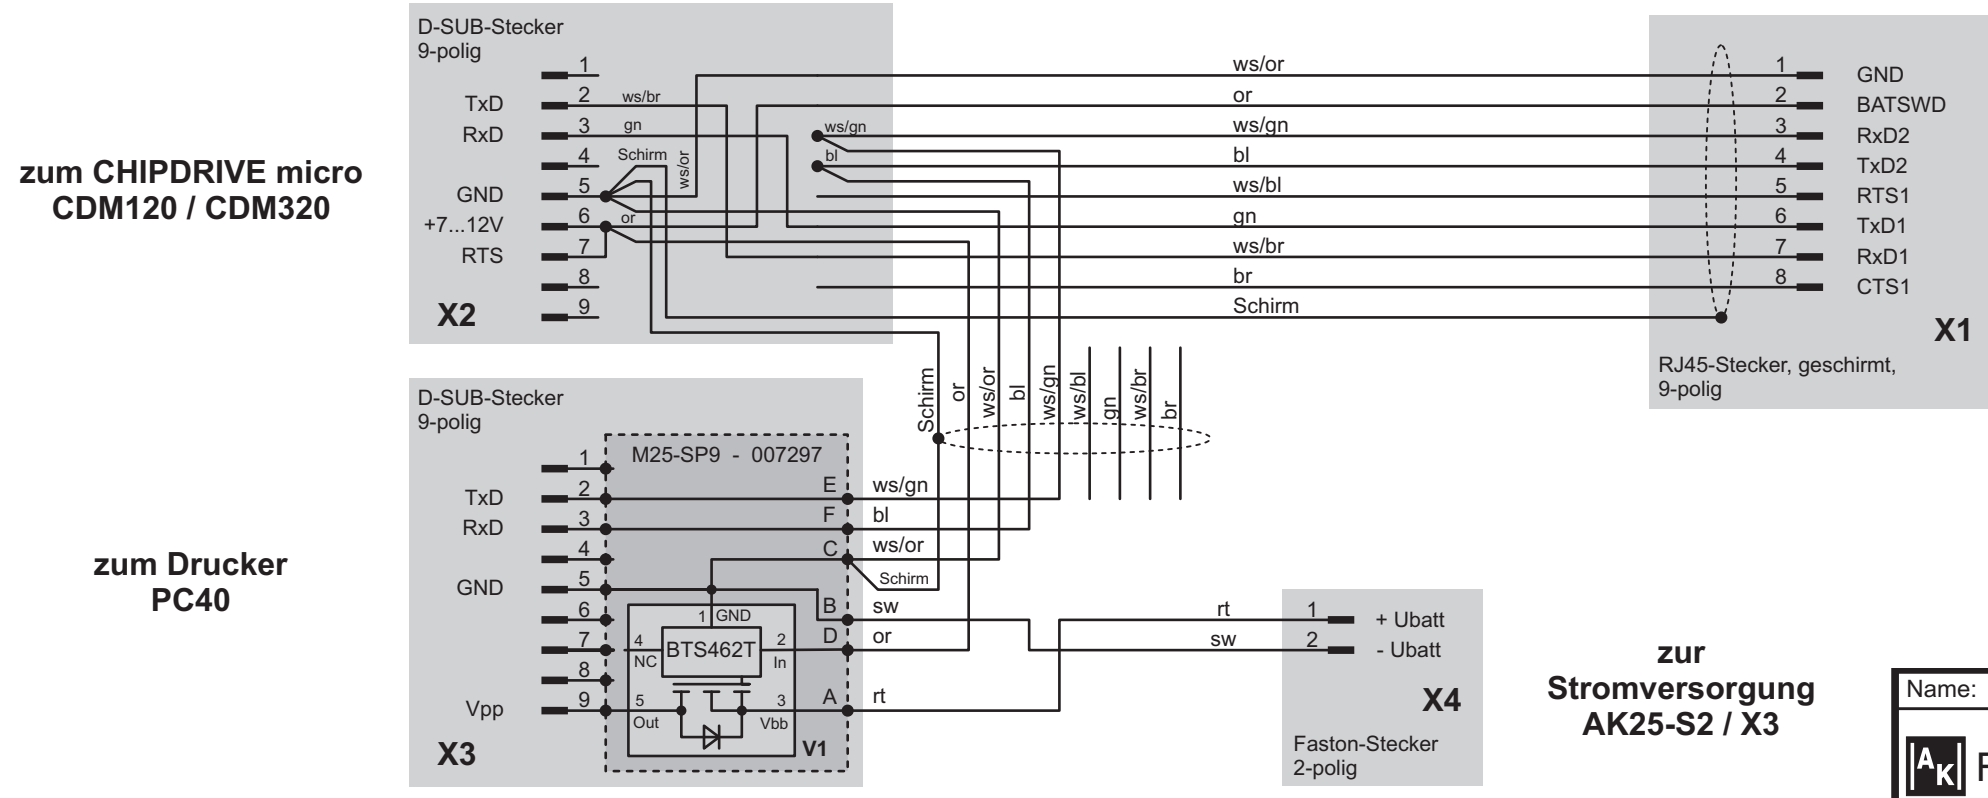 D-SUB-Stecker
9-polig
1
TxD 2 ws/br
RxD 3 gn
4 Schirm
GND 5
+7...12V 6 or
RTS 7
8
9
X2
ws/or
ws/gn
bl
zum CHIPDRIVE micro
CDM120 / CDM320
ws/or 1 GND
or 2 BATSWD
ws/gn 3 RxD2
bl 4 TxD2
ws/bl 5 RTS1
gn 6 TxD1
ws/br 7 RxD1
br 8 CTS1
Schirm
X1
RJ45-Stecker, geschirmt,
9-polig
Schirm
or
ws/or
bl
ws/gn
ws/bl
gn
ws/br
br
D-SUB-Stecker
9-polig
M25-SP9 - 007297
1
TxD 2 E ws/gn
RxD 3 F bl
4 C ws/or
GND 5 Schirm
6 1 GND B sw
7 4 NC BTS462T 2 In D or
8
Vpp 9 5 Out 3 Vbb A rt
V1
X3
zum Drucker
PC40
rt 1 + Ubatt
sw 2 - Ubatt
X4
Faston-Stecker
2-polig
zur
Stromversorgung
AK25-S2 / X3
Name:
AK